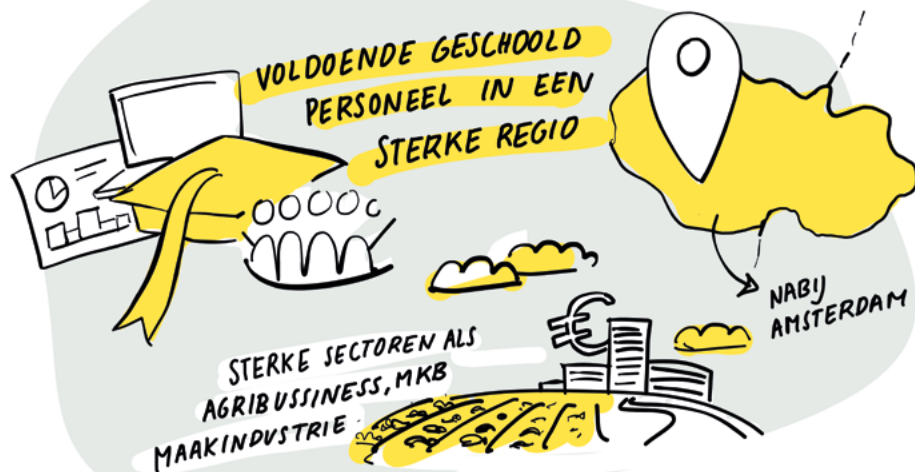 VOLDOENDE GESCHOOLD
PERSONEEL IN EEN
STERKE REGIO
NABIJ
AMSTERDAM
STERKE SECTOREN ALS
AGRIBUSSINESS, MKB
MAAKINDUSTRIE.